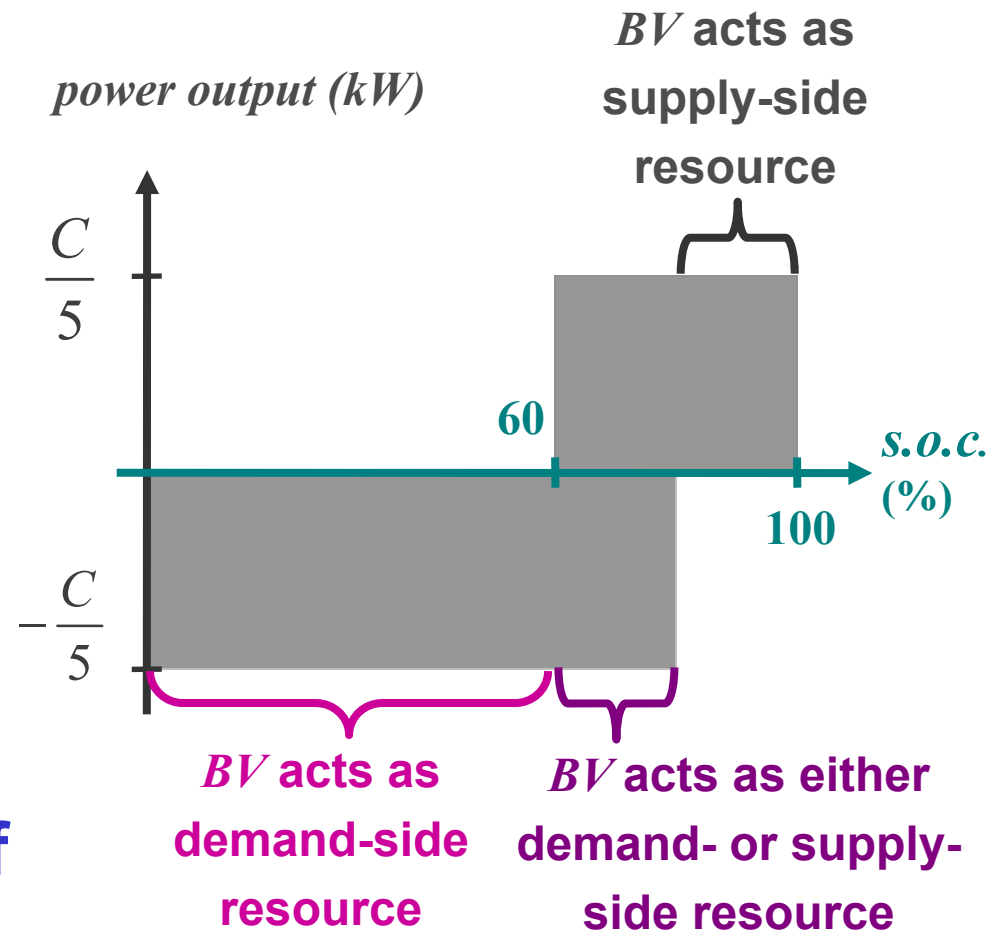 BV acts as
supply-side
resource
power output (kW)
C
5
60
s.o.c.
(%)
100
− C
5
BV acts as
demand-side
resource
BV acts as either
demand- or supply-
side resource
f